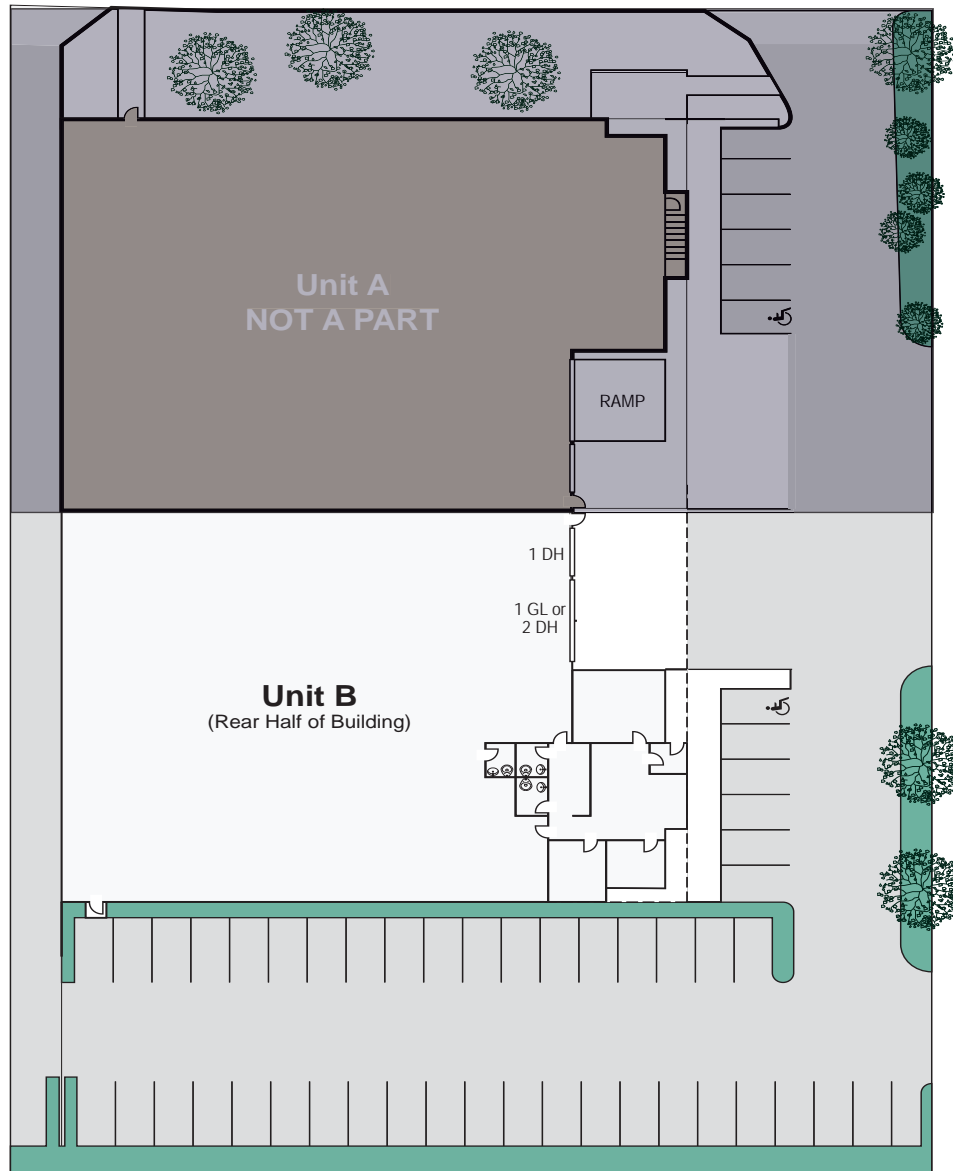 Unit A
NOT A PART
RAMP
1 DH
1 GL or
2 DH
Unit B
(Rear Half of Building)